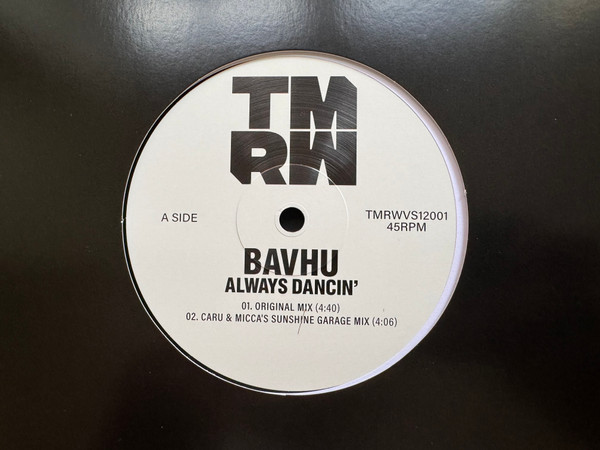 TM
RW
A SIDE
TMRWVS12001
45RPM
BAVHU
ALWAYS DANCIN'
01. ORIGINAL MIX (4:40)
02. CARU & MICCA'S SUNSHINE GARAGE MIX (4:06)